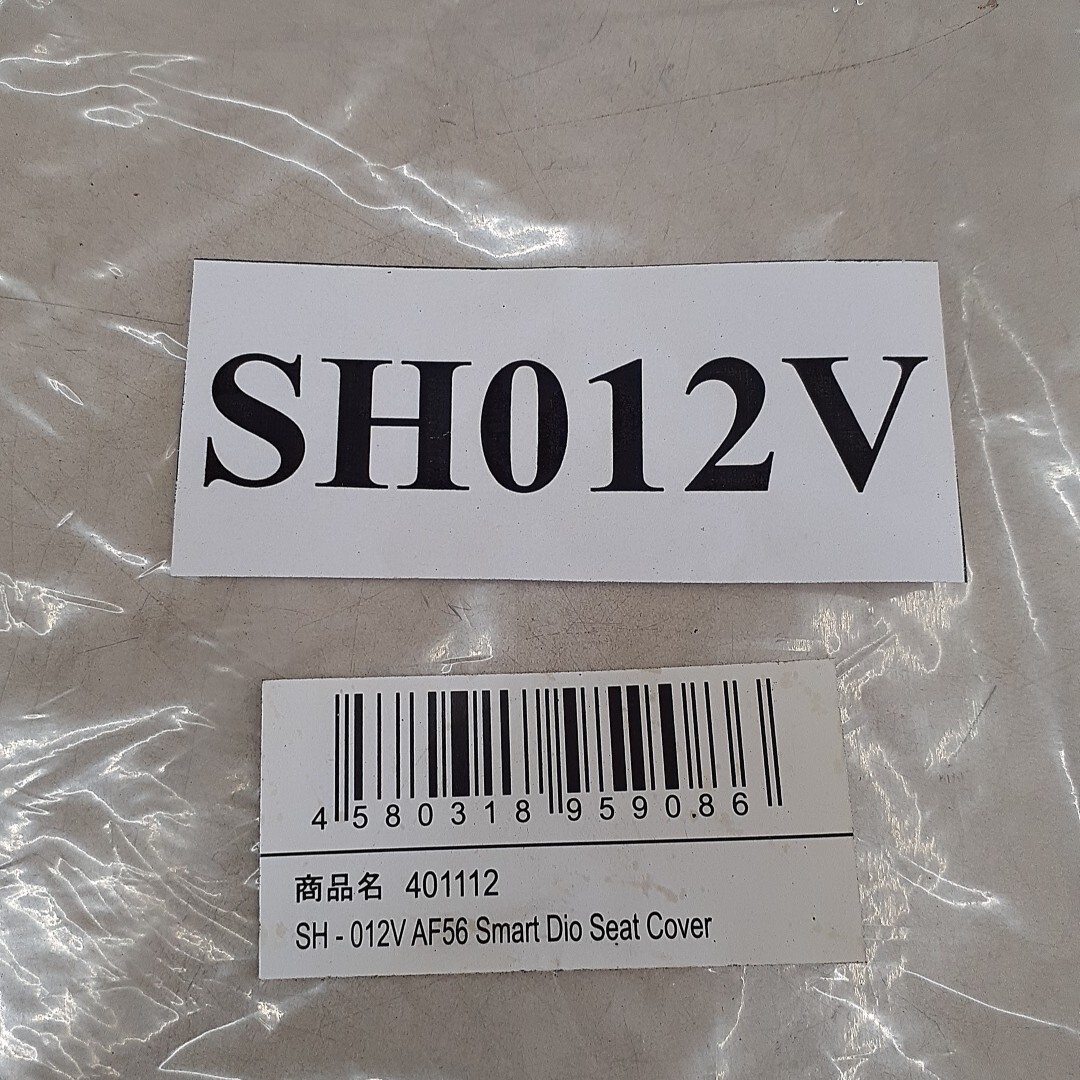 SH012V
4 580318 959086
商品名 401112
SH - 012V AF56 Smart Dio Seat Cover